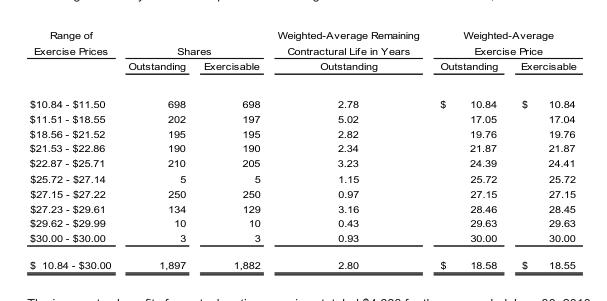 Range of Weighted-Average Remaining Weighted-Average
Exercise Prices Shares Contractural Life in Years Exercise Price
Outstanding Exercisable Outstanding Outstanding Exercisable
$10.84 - $11.50 698 698 2.78 $ 10.84 $ 10.84
$11.51 - $18.55 202 197 5.02 17.05 17.04
$18.56 - $21.52 195 195 2.82 19.76 19.76
$21.53 - $22.86 190 190 2.34 21.87 21.87
$22.87 - $25.71 210 205 3.23 24.39 24.41
$25.72 - $27.14 5 5 1.15 25.72 25.72
$27.15 - $27.22 250 250 0.97 27.15 27.15
$27.23 - $29.61 134 129 3.16 28.46 28.45
$29.62 - $29.99 10 10 0.43 29.63 29.63
$30.00 - $30.00 3 3 0.93 30.00 30.00
$ 10.84 - $30.00 1,897 1,882 2.80 $ 18.58 $ 18.55